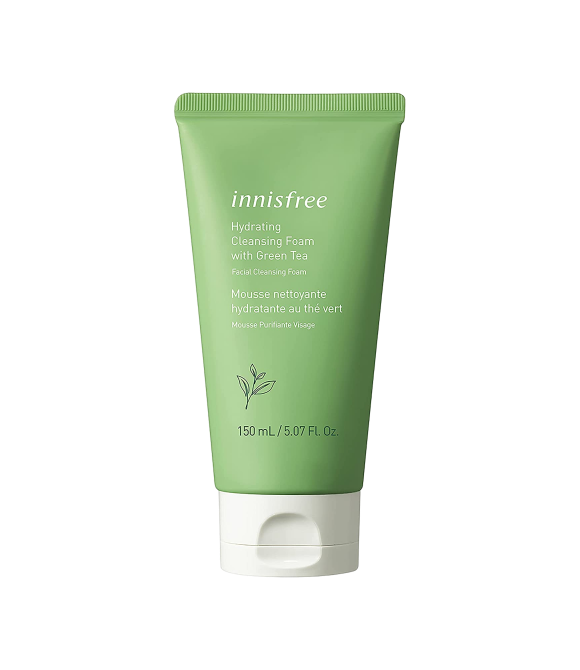 innisfree
Hydrating
Cleansing Foam
with Green Tea
Facial Cleansing Foam
Mousse nettoyante
hydratante au thé vert
Mousse Purifiante Visage
150 mL / 5.07 Fl. Oz.